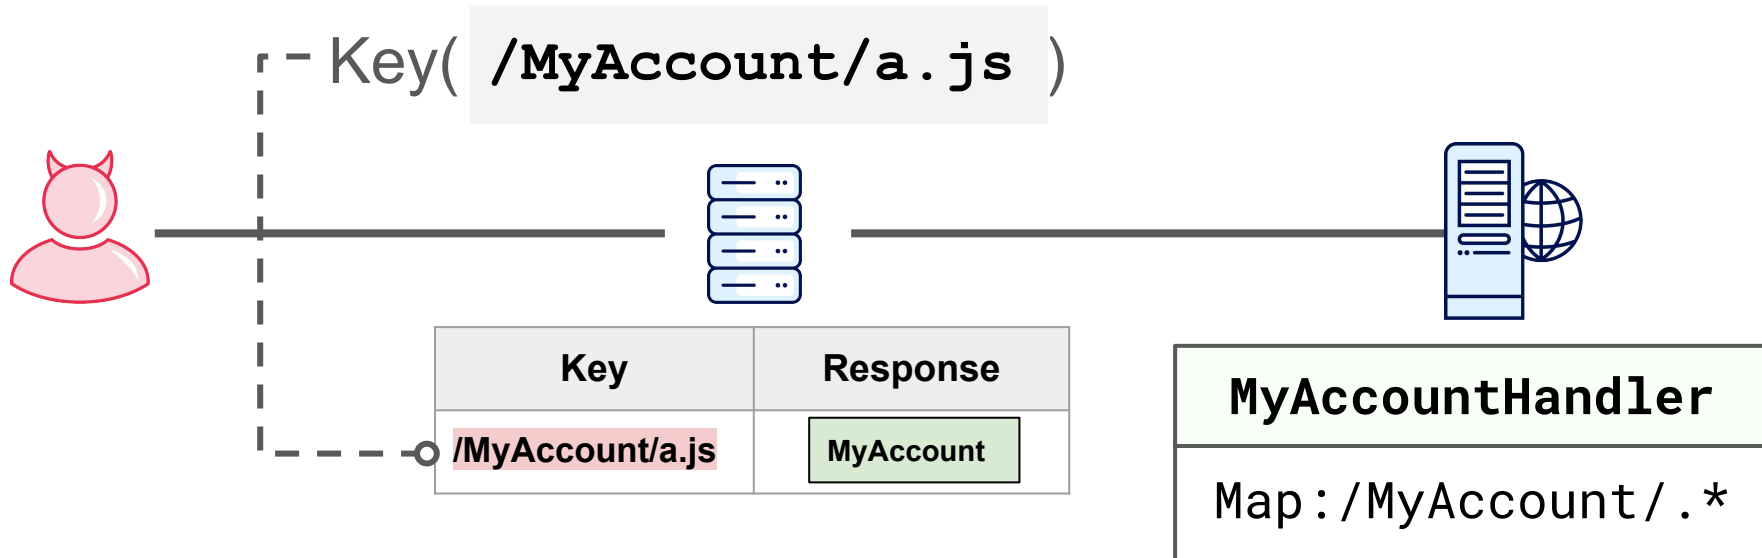 Key( /MyAccount/a.js )
Key Response
/MyAccount/a.js MyAccount
MyAccountHandler
Map:/MyAccount/.*